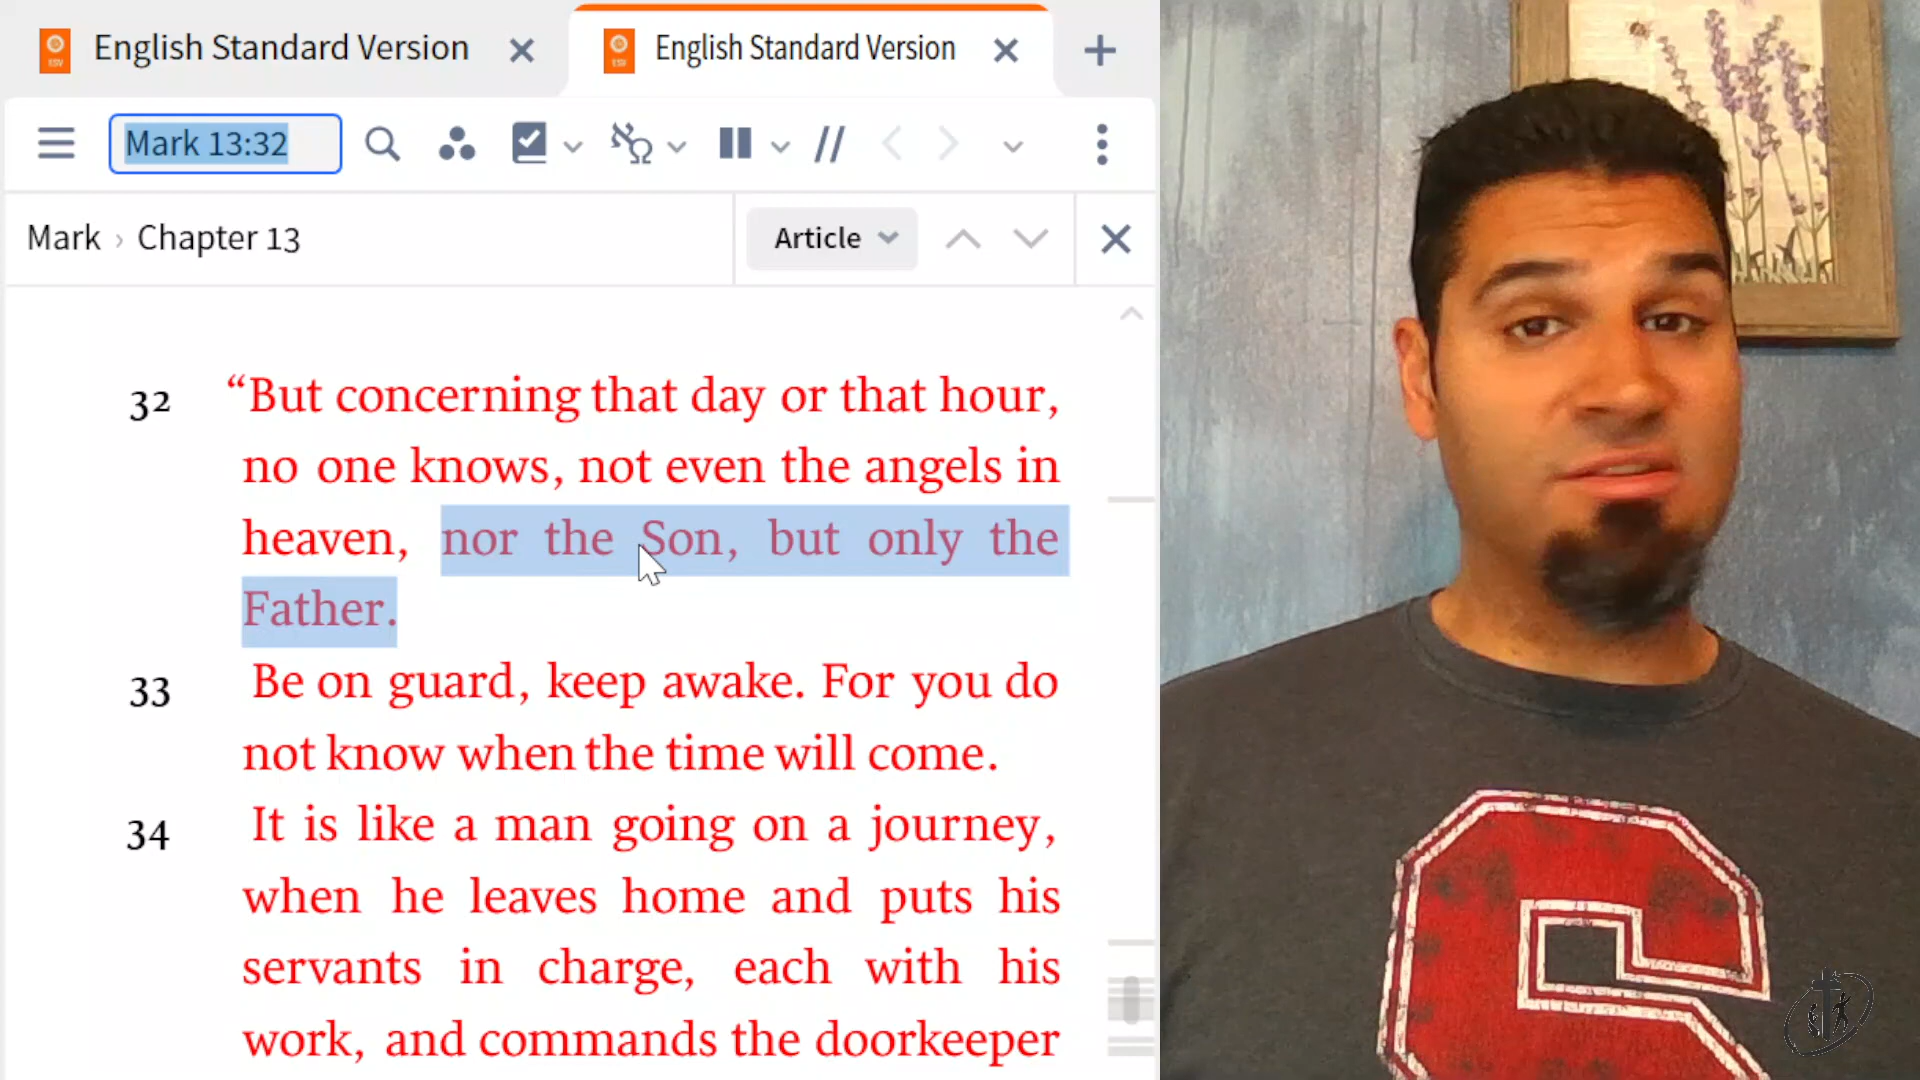 English Standard Version
English Standard Version
Mark 13:32
Mark › Chapter 13
Article
32 “But concerning that day or that hour,
no one knows, not even the angels in
heaven, nor the Son, but only the
Father.
33 Be on guard, keep awake. For you do
not know when the time will come.
34 It is like a man going on a journey,
when he leaves home and puts his
servants in charge, each with his
work, and commands the doorkeeper
S